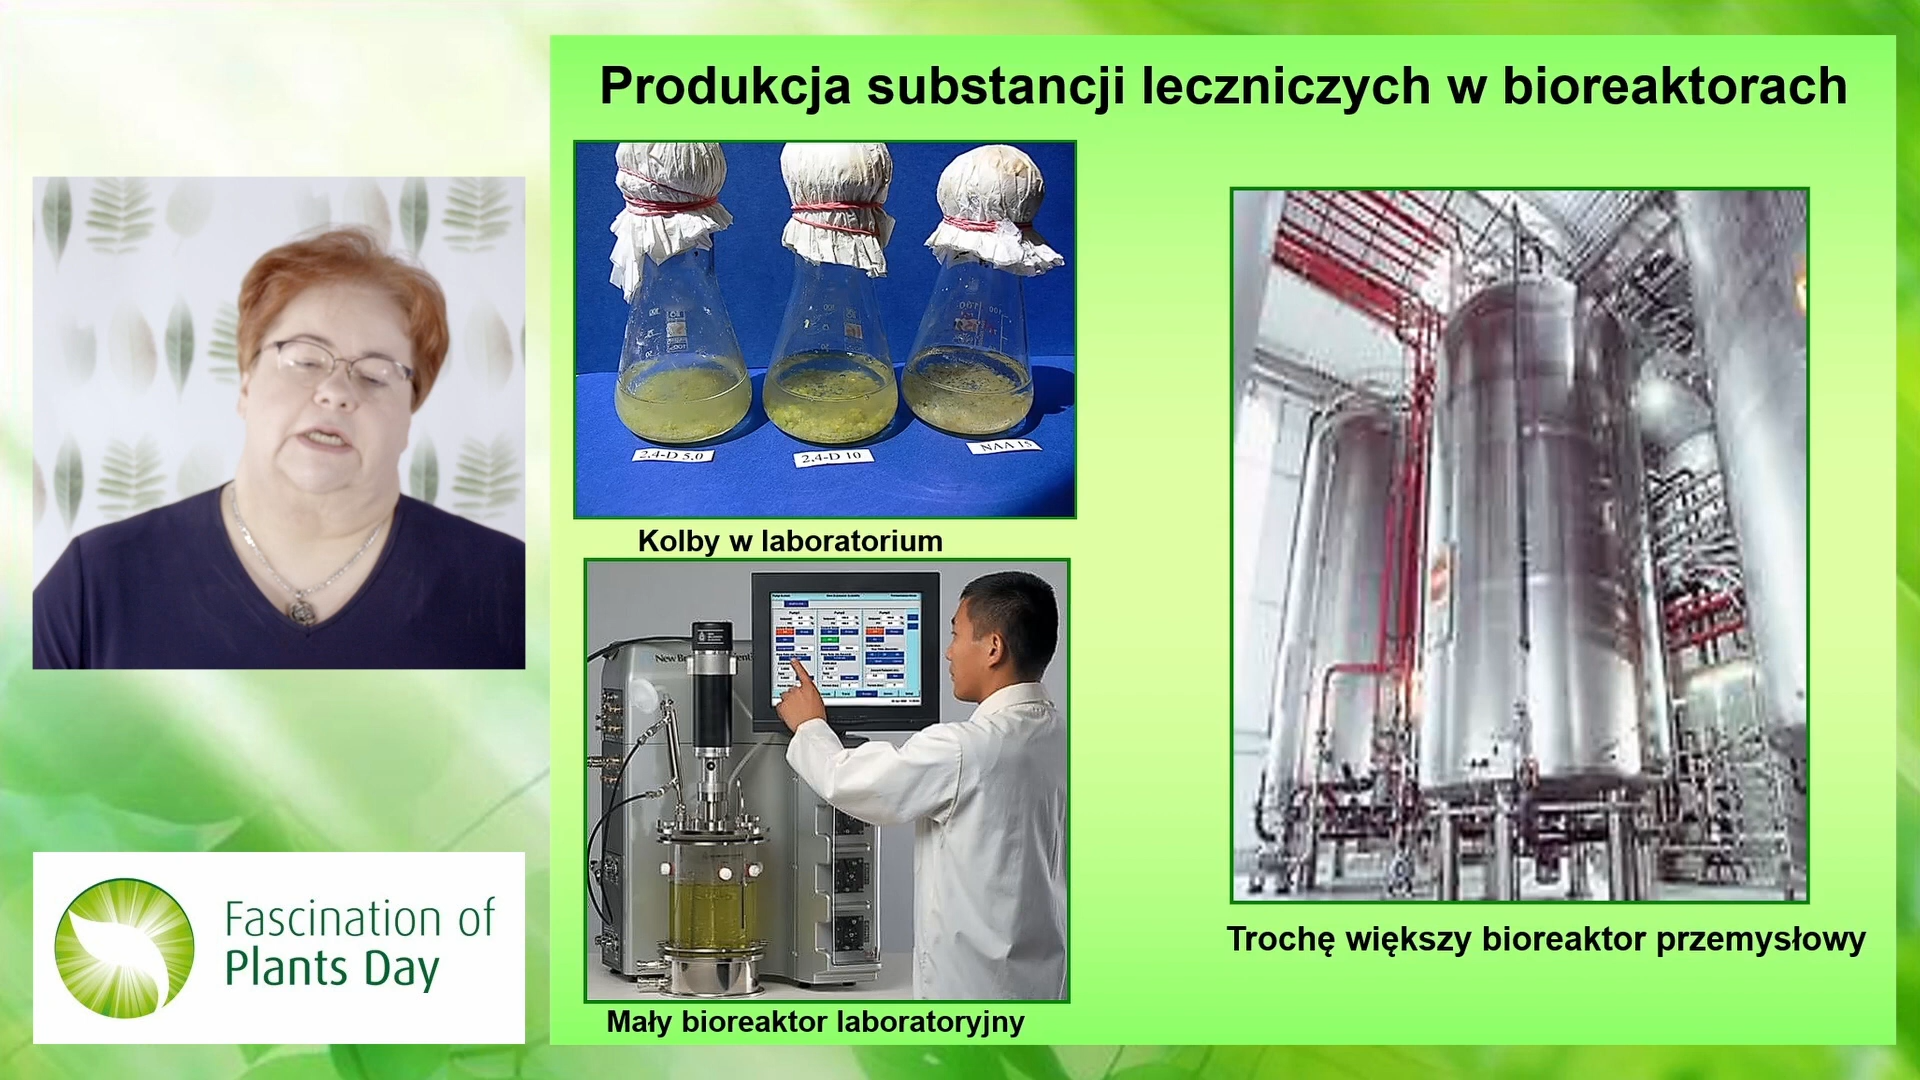 Produkcja substancji leczniczych w bioreaktorach
2,4-D 5,0
2,4-D 10
NAA 15
Kolby w laboratorium
Mały bioreaktor laboratoryjny
Trochę większy bioreaktor przemysłowy
Fascination of
Plants Day